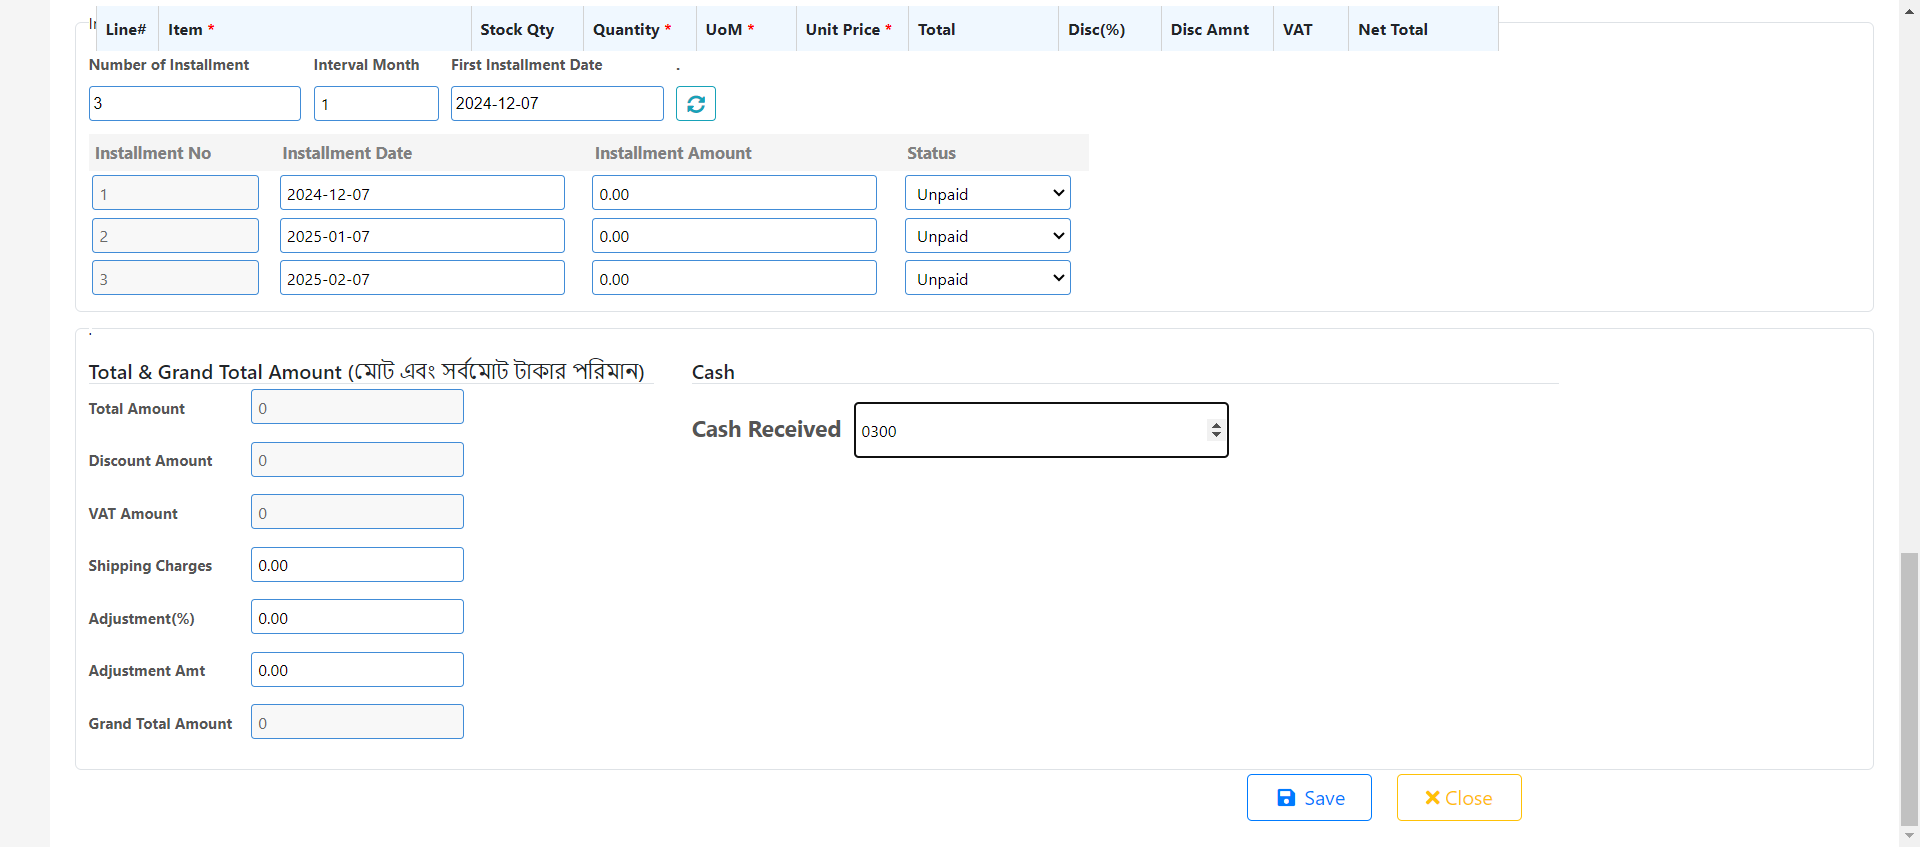 Line# Item * Stock Qty Quantity * UoM * Unit Price * Total Disc(%) Disc Amnt VAT Net Total
Number of Installment Interval Month First Installment Date .
3 1 2024-12-07
Installment No Installment Date Installment Amount Status
1 2024-12-07 0.00 Unpaid
2 2025-01-07 0.00 Unpaid
3 2025-02-07 0.00 Unpaid
.
Total & Grand Total Amount (মোট এবং সর্বমোট টাকার পরিমান) Cash
Total Amount 0
Cash Received 0300
Discount Amount 0
VAT Amount 0
Shipping Charges 0.00
Adjustment(%) 0.00
Adjustment Amt 0.00
Grand Total Amount 0
Save Close